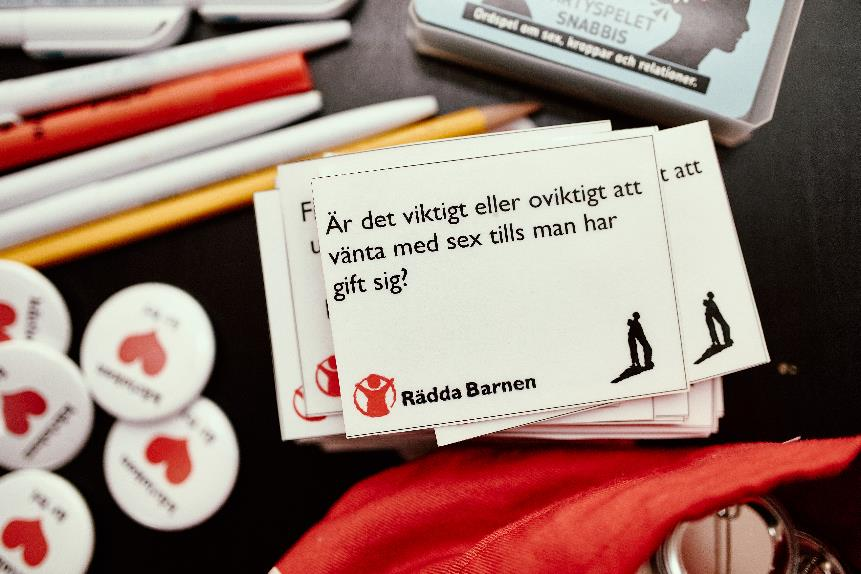 RTYSPELET
SNABBIS
Ordspel om sex, kroppar och relationer.
t att
Är det viktigt eller oviktigt att
vänta med sex tills man har
gift sig?
Rädda Barnen